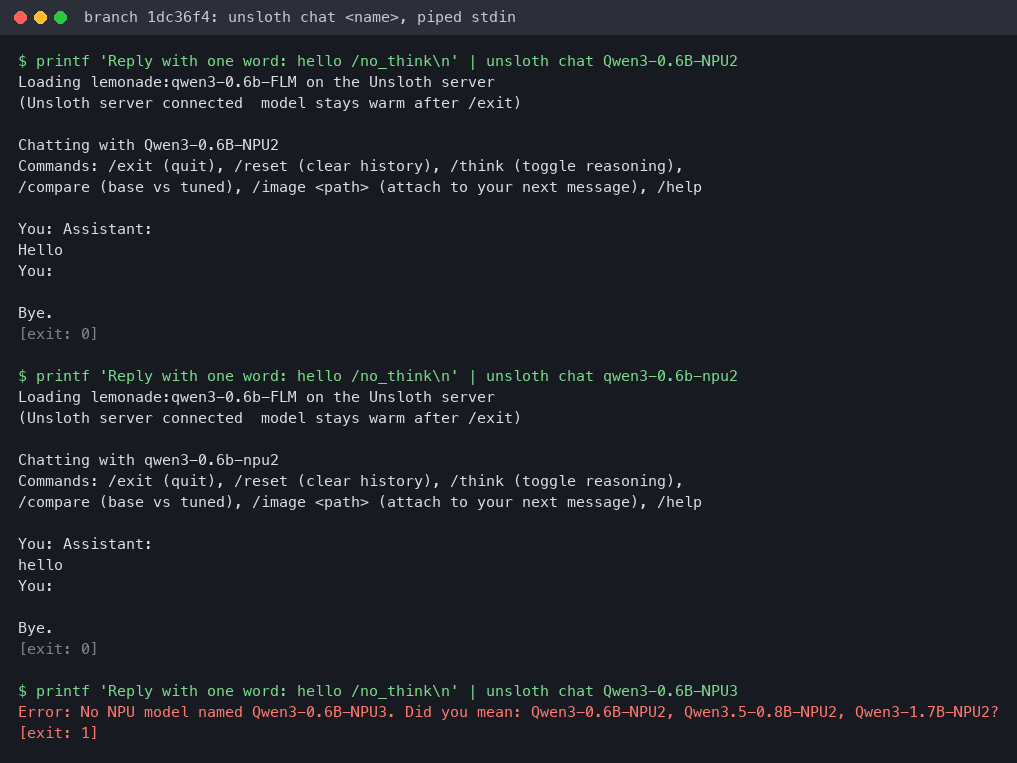 branch 1dc36f4: unsloth chat <name>, piped stdin
$ printf 'Reply with one word: hello /no_think\n' | unsloth chat Qwen3-0.6B-NPU2
Loading lemonade:qwen3-0.6b-FLM on the Unsloth server
(Unsloth server connected  model stays warm after /exit)
Chatting with Qwen3-0.6B-NPU2
Commands: /exit (quit), /reset (clear history), /think (toggle reasoning),
/compare (base vs tuned), /image <path> (attach to your next message), /help
You: Assistant:
Hello
You:
Bye.
[exit: 0]
$ printf 'Reply with one word: hello /no_think\n' | unsloth chat qwen3-0.6b-npu2
Loading lemonade:qwen3-0.6b-FLM on the Unsloth server
(Unsloth server connected  model stays warm after /exit)
Chatting with qwen3-0.6b-npu2
Commands: /exit (quit), /reset (clear history), /think (toggle reasoning),
/compare (base vs tuned), /image <path> (attach to your next message), /help
You: Assistant:
hello
You:
Bye.
[exit: 0]
$ printf 'Reply with one word: hello /no_think\n' | unsloth chat Qwen3-0.6B-NPU3
Error: No NPU model named Qwen3-0.6B-NPU3. Did you mean: Qwen3-0.6B-NPU2, Qwen3.5-0.8B-NPU2, Qwen3-1.7B-NPU2?
[exit: 1]